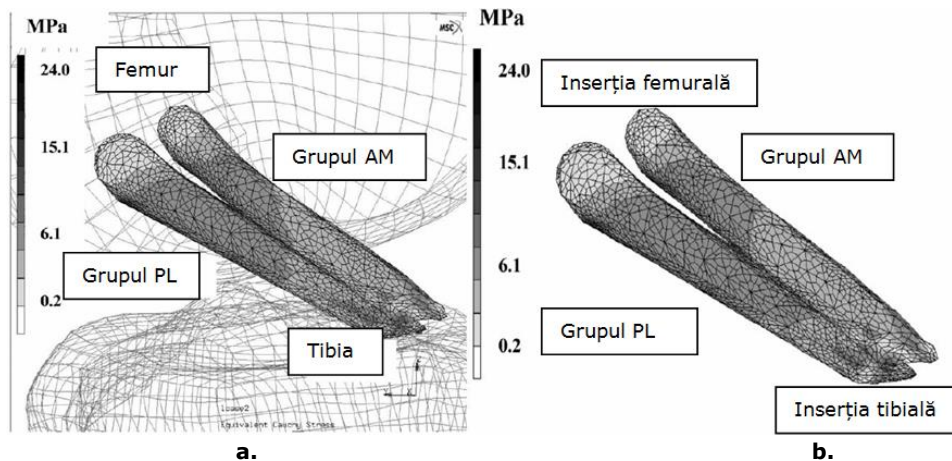 MPa
MSC
24.0
Femur
15.1
Grupul AM
6.1
Grupul PL
0.2
Tibia
Equivalent Cauchy Stress
a.
MPa
24.0
Inserția femurală
15.1
Grupul AM
6.1
Grupul PL
0.2
Inserția tibială
b.